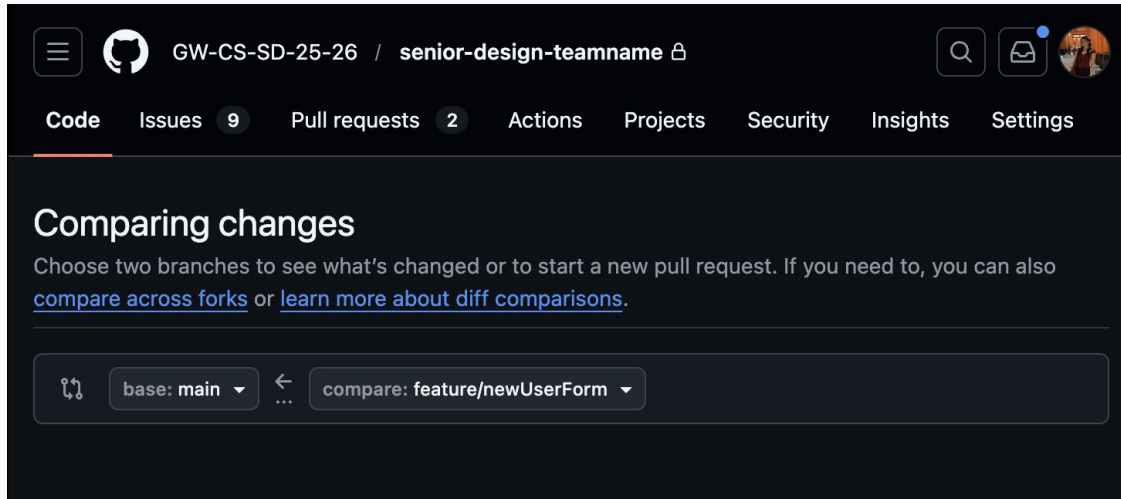 GW-CS-SD-25-26 / senior-design-teamname
Code Issues 9 Pull requests 2 Actions Projects Security Insights Settings
Comparing changes
Choose two branches to see what's changed or to start a new pull request. If you need to, you can also
compare across forks or learn more about diff comparisons.
base: main ← ... compare: feature/newUserForm